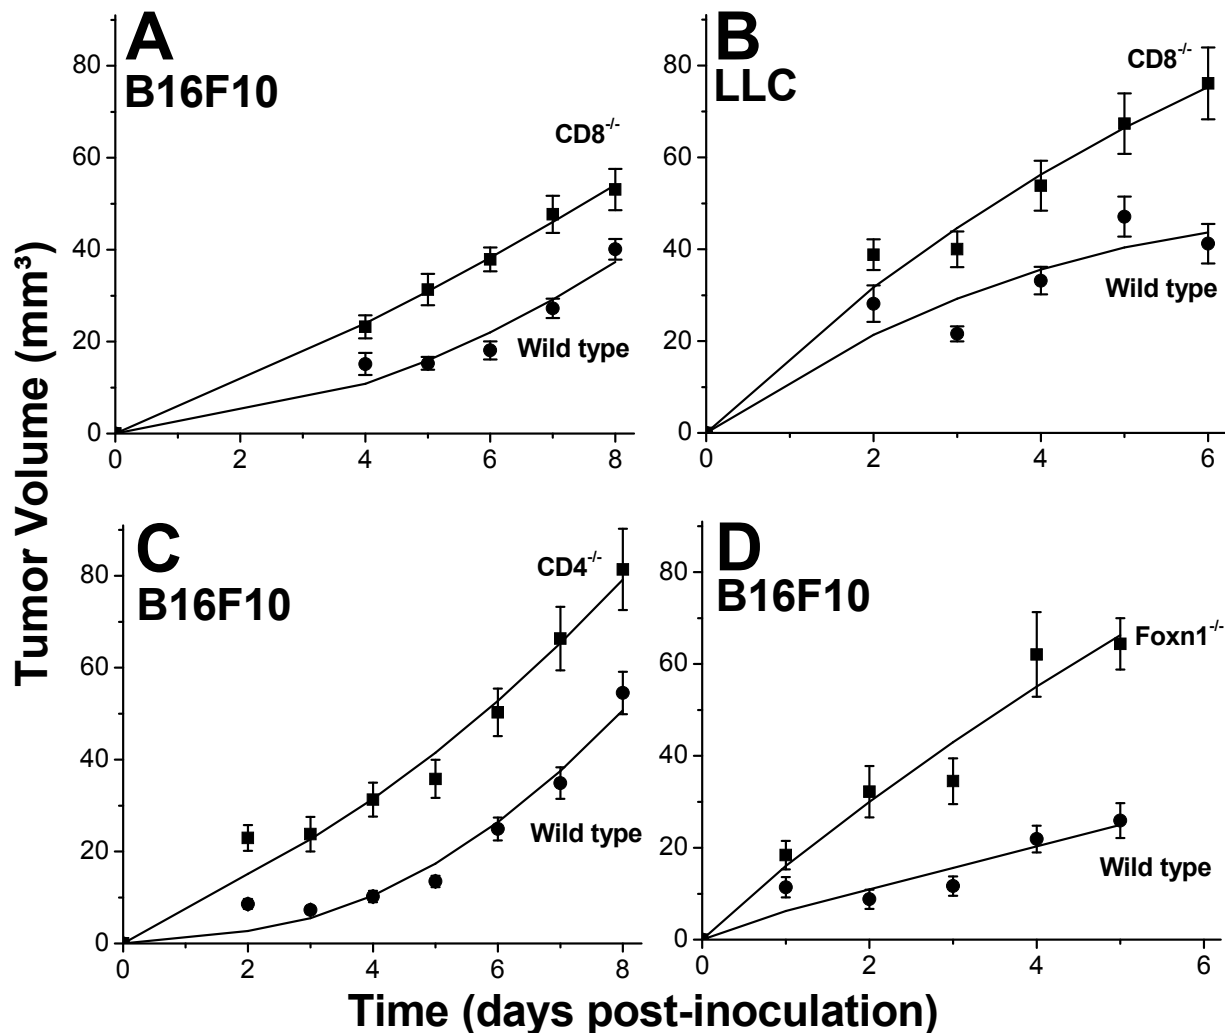 Tumor Volume (mm³)
A
B16F10
CD8-/-
Wild type
80
60
40
20
0
0 2 4 6 8
B
LLC
CD8-/-
Wild type
80
60
40
20
0
0 2 4 6
C
B16F10
CD4-/-
Wild type
80
60
40
20
0
0 2 4 6 8
D
B16F10
Foxn1-/-
Wild type
80
60
40
20
0
0 2 4 6
Time (days post-inoculation)